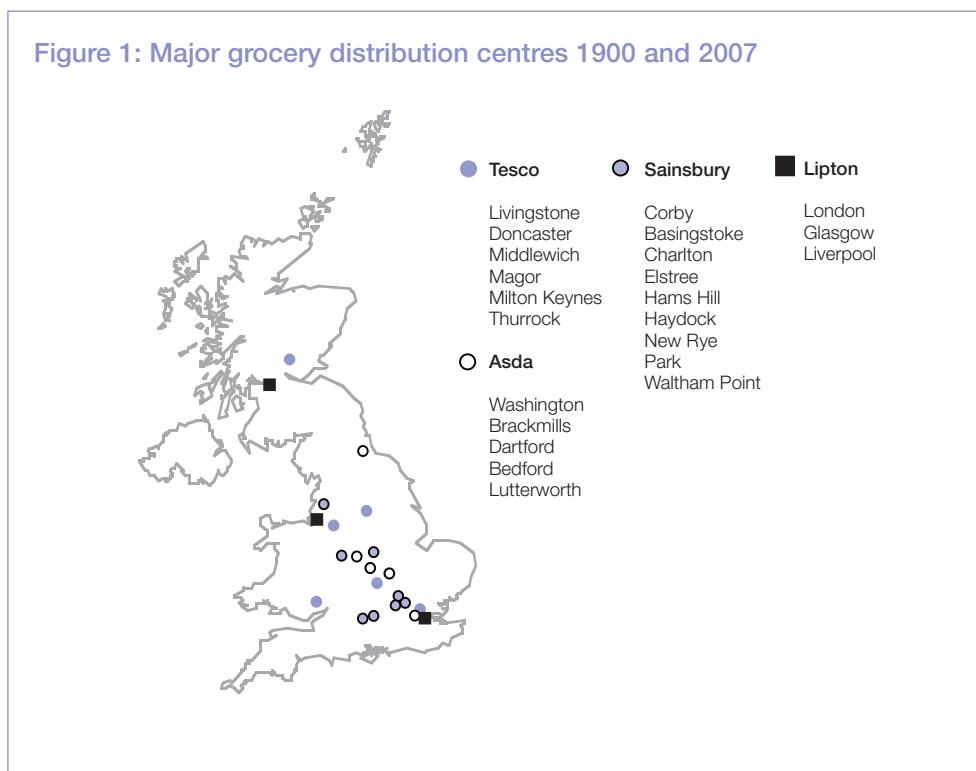 Figure 1: Major grocery distribution centres 1900 and 2007
Tesco
Livingstone
Doncaster
Middlewich
Magor
Milton Keynes
Thurrock
Asda
Washington
Brackmills
Dartford
Bedford
Lutterworth
Sainsbury
Corby
Basingstoke
Charlton
Elstree
Hams Hill
Haydock
New Rye
Park
Waltham Point
Lipton
London
Glasgow
Liverpool